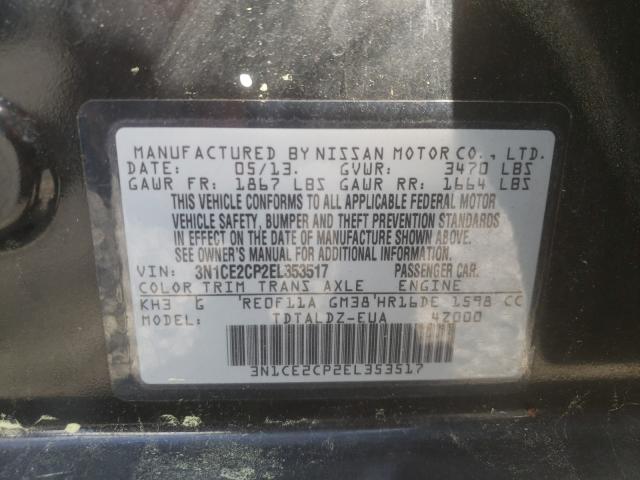 MANUFACTURED BY NISSAN MOTOR CO., LTD.
DATE: 05/13. GVWR: 3470 LBS
GAWR FR: 1867 LBS GAWR RR: 1664 LBS
THIS VEHICLE CONFORMS TO ALL APPLICABLE FEDERAL MOTOR
VEHICLE SAFETY, BUMPER AND THEFT PREVENTION STANDARDS
IN EFFECT ON THE DATE OF MANUFACTURE SHOWN ABOVE.
SEE OWNER'S MANUAL FOR ADDITIONAL INFORMATION.
VIN: 3N1CE2CP2EL353517 PASSENGER CAR.
COLOR TRIM TRANS AXLE ENGINE
KH3 G 'RE0F11A GM38'HR16DE 1598 CC
MODEL: TDTALDZ-EUA 42000
3N1CE2CP2EL353517